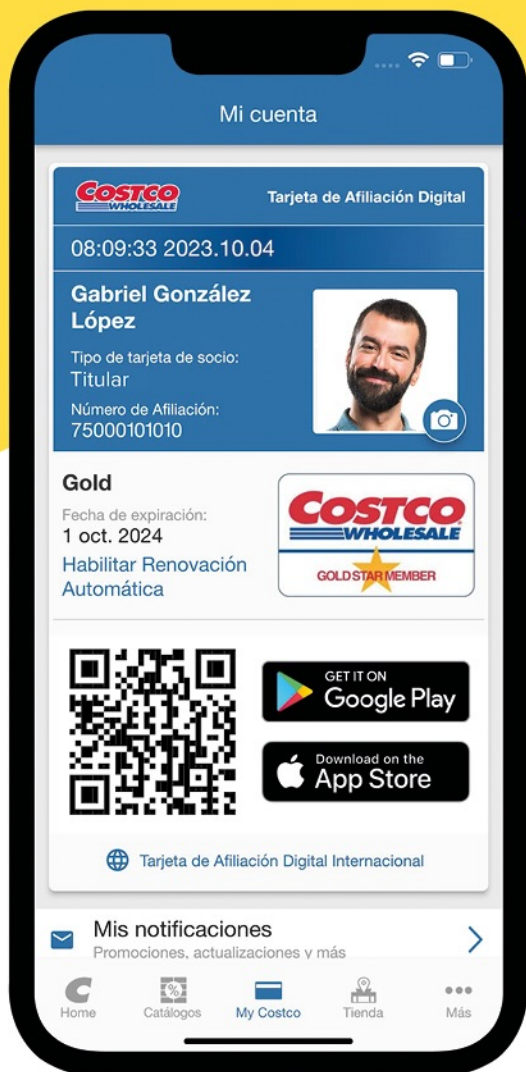 Mi cuenta
COSTCO
WHOLESALE
Tarjeta de Afiliación Digital
08:09:33 2023.10.04
Gabriel González
López
Tipo de tarjeta de socio:
Titular
Número de Afiliación:
75000101010
Gold
Fecha de expiración:
1 oct. 2024
Habilitar Renovación
Automática
COSTCO
WHOLESALE
GOLD STAR MEMBER
GET IT ON
Google Play
Download on the
App Store
Tarjeta de Afiliación Digital Internacional
Mis notificaciones
Promociones, actualizaciones y más
Home
Catálogos
My Costco
Tienda
Más